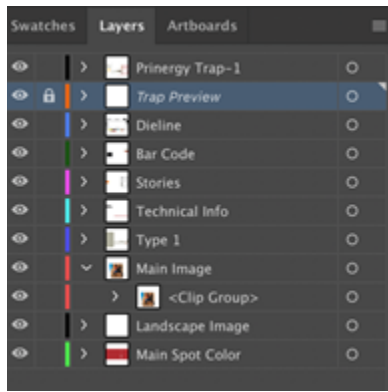 Swatches Layers Artboards
Prinergy Trap-1
Trap Preview
Dieline
Bar Code
Stories
Technical Info
Type 1
Main Image
<Clip Group>
Landscape Image
Main Spot Color